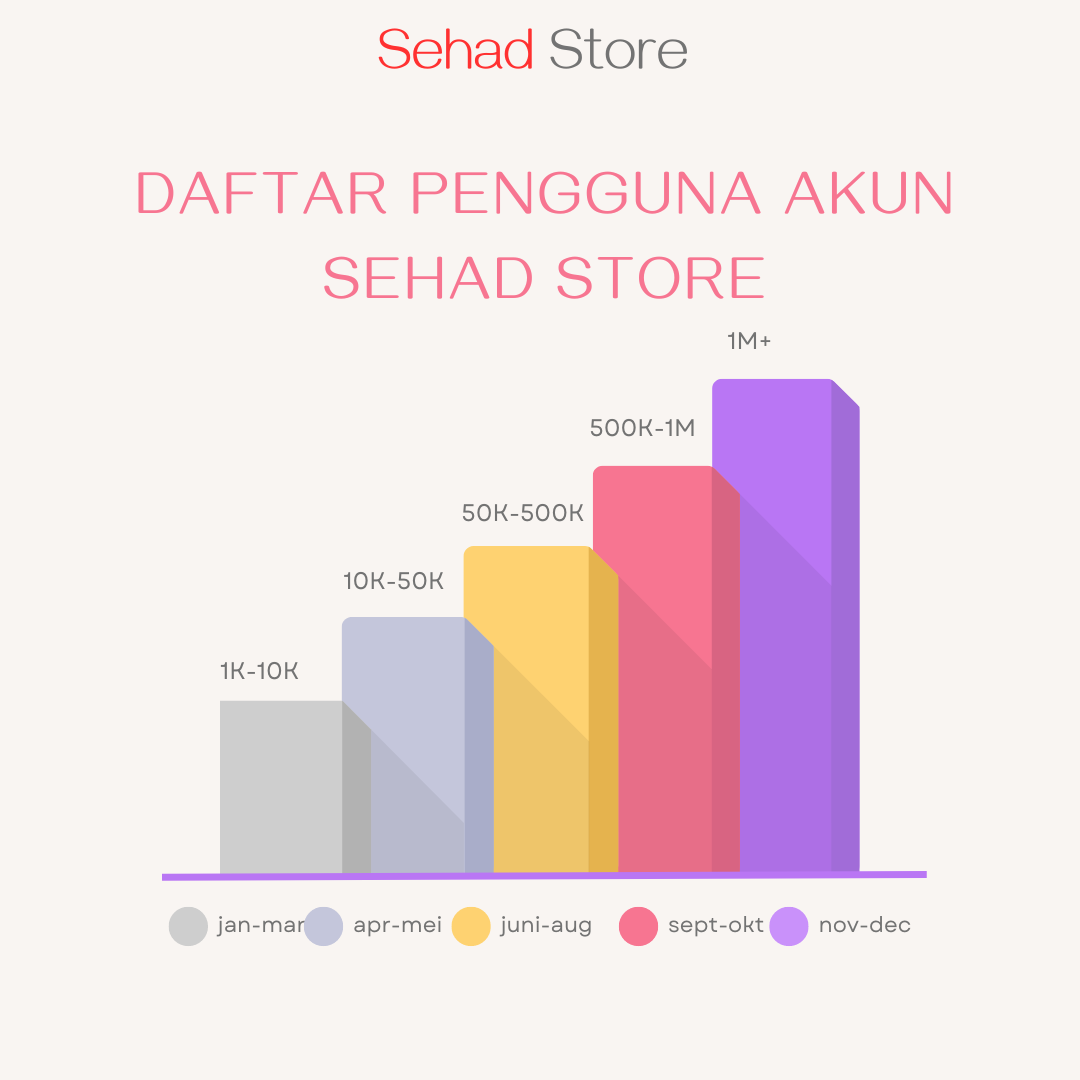 Sehad Store
DAFTAR PENGGUNA AKUN
SEHAD STORE
1M+
500K-1M
50K-500K
10K-50K
1K-10K
jan-mar apr-mei juni-aug sept-okt nov-dec